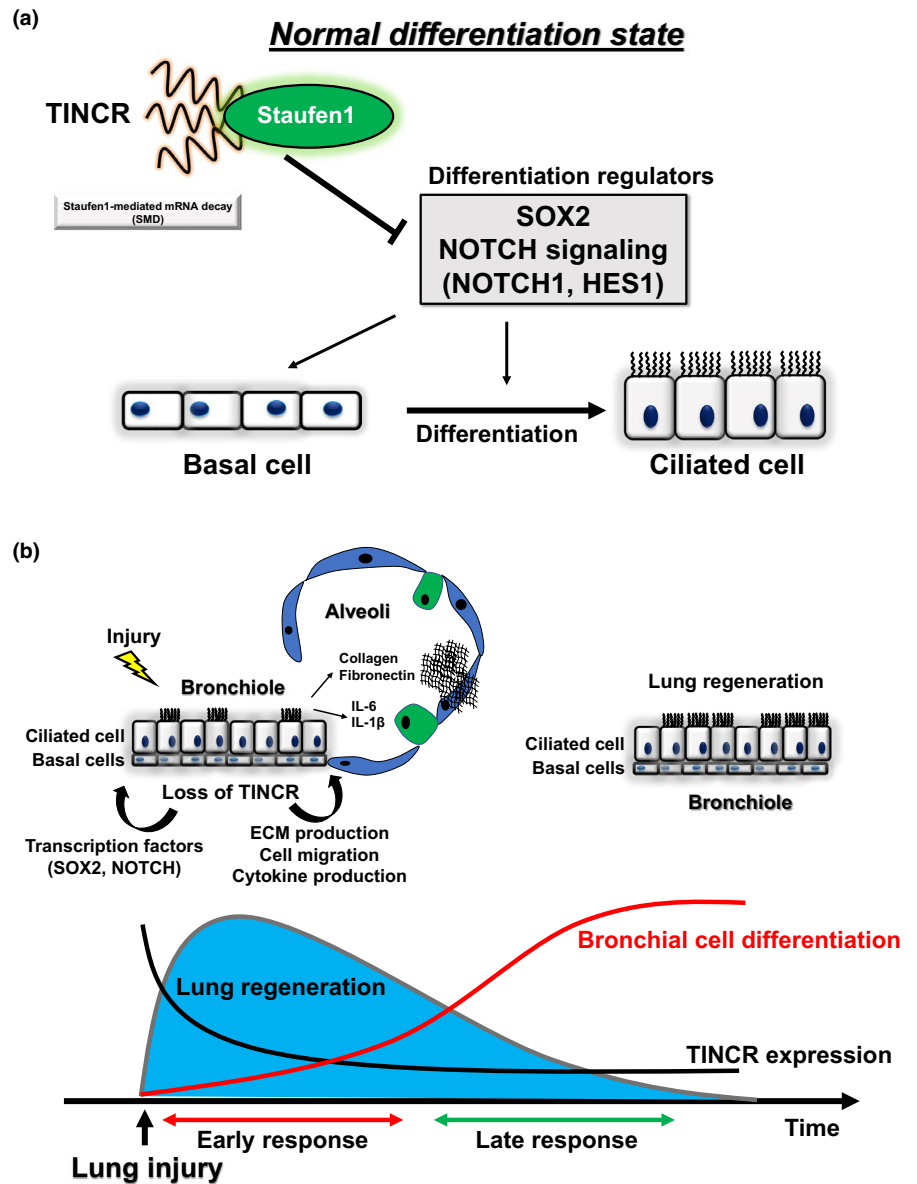 (a)
Normal differentiation state
TINCR
Staufen1
Staufen1-mediated mRNA decay
(SMD)
Differentiation regulators
SOX2
NOTCH signaling
(NOTCH1, HES1)
Differentiation
Basal cell
Ciliated cell
(b)
Injury
Alveoli
Bronchiole
Collagen
Fibronectin
IL-6
IL-1β
Ciliated cell
Basal cells
Loss of TINCR
Transcription factors
(SOX2, NOTCH)
ECM production
Cell migration
Cytokine production
Lung regeneration
Ciliated cell
Basal cells
Bronchiole
Bronchial cell differentiation
Lung regeneration
TINCR expression
Time
Early response
Late response
Lung injury